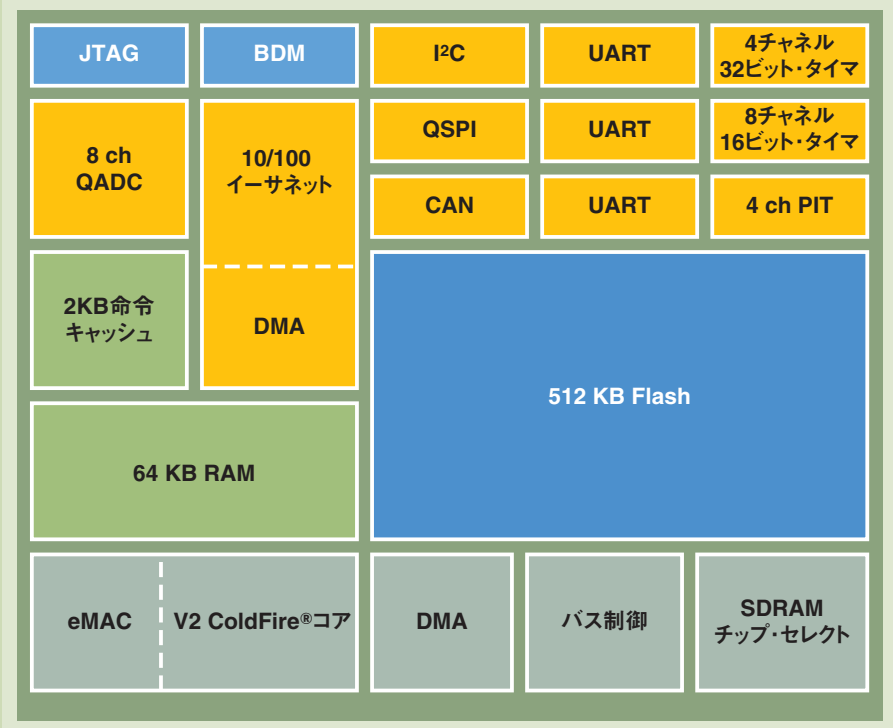 JTAG
BDM
I²C
UART
4チャネル
32ビット・タイマ
8 ch
QADC
10/100
イーサネット
QSPI
UART
8チャネル
16ビット・タイマ
CAN
UART
4 ch PIT
2KB命令
キャッシュ
DMA
512 KB Flash
64 KB RAM
eMAC
V2 ColdFire®コア
DMA
バス制御
SDRAM
チップ・セレクト